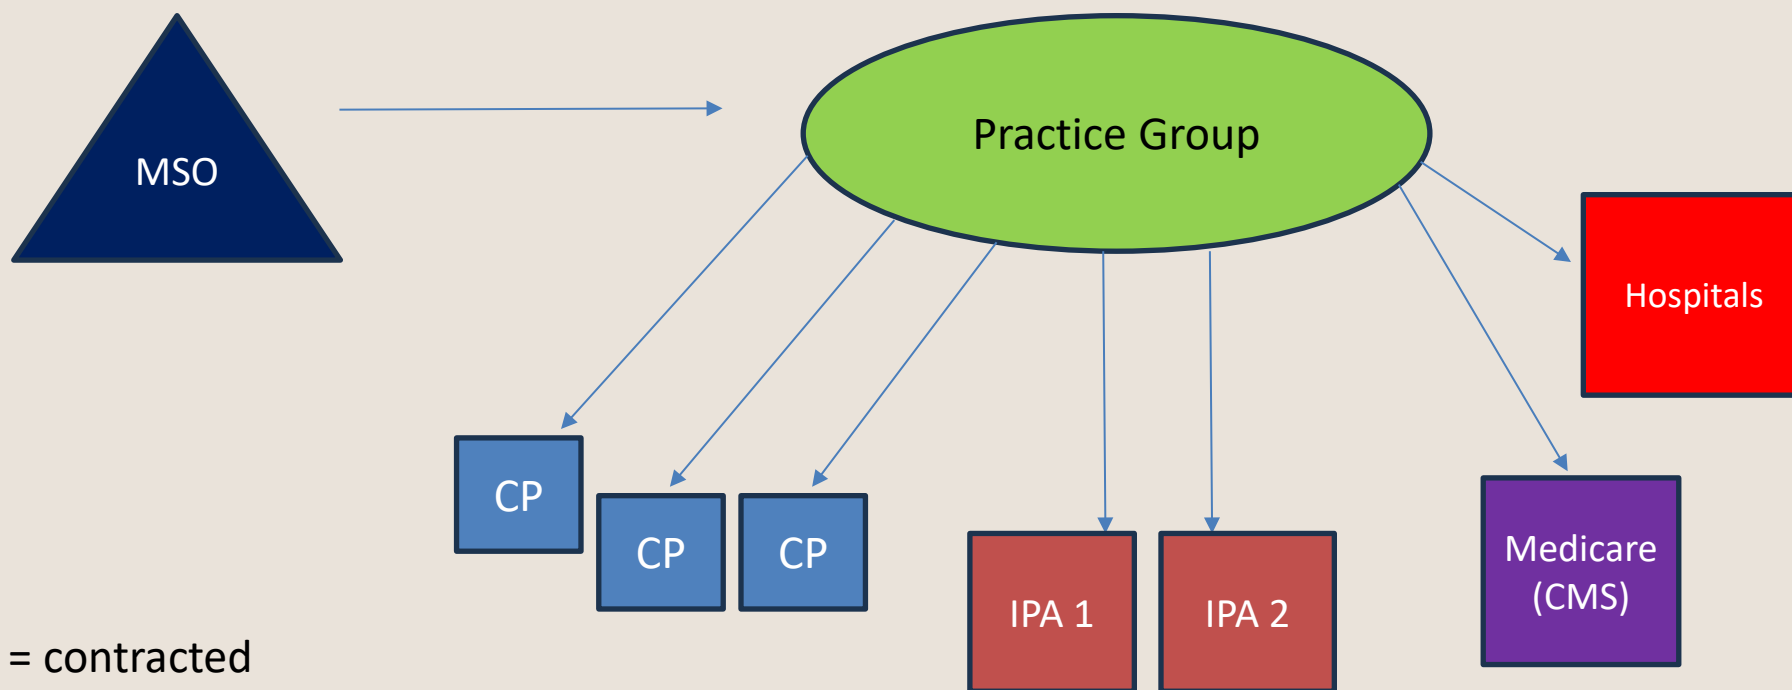 MSO
Practice Group
Hospitals
CP
CP
CP
IPA 1
IPA 2
Medicare
(CMS)
= contracted